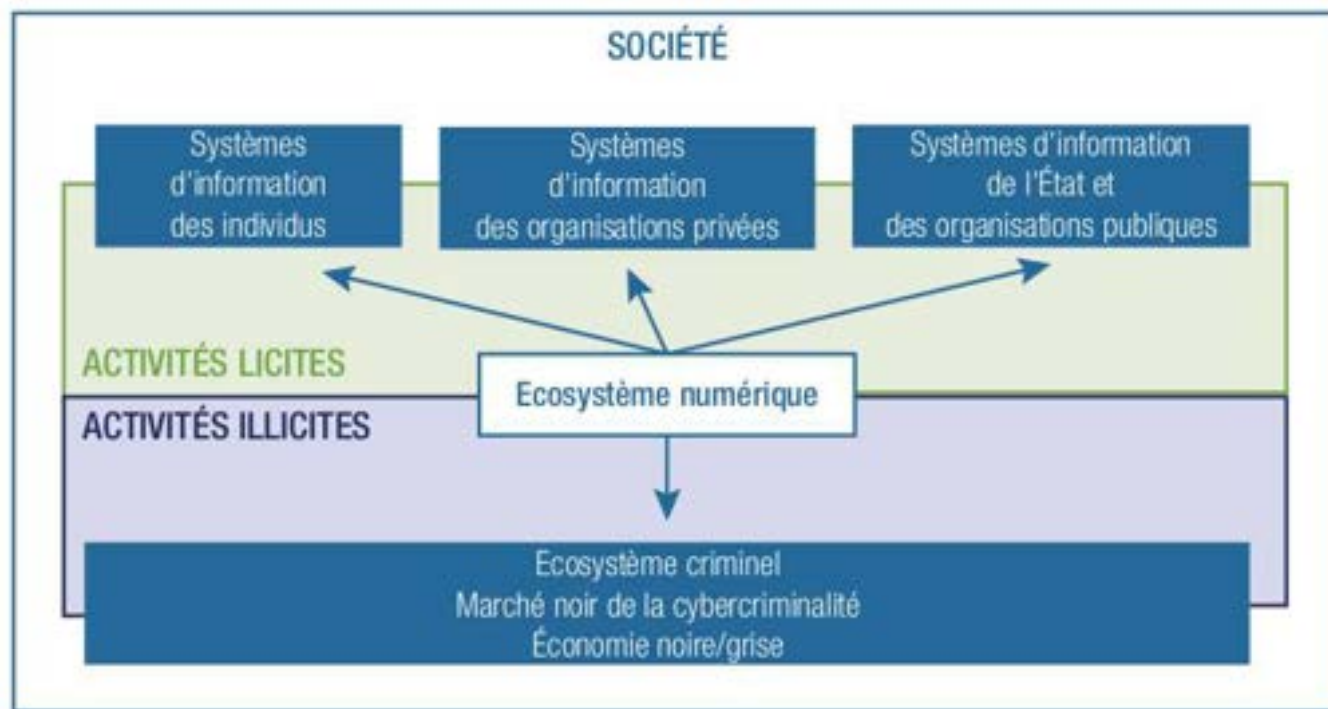 SOCIÉTÉ
Systèmes
d'information
des individus
Systèmes
d'information
des organisations privées
Systèmes d'information
de l'État et
des organisations publiques
ACTIVITÉS LICITES
Ecosystème numérique
ACTIVITÉS ILLICITES
Ecosystème criminel
Marché noir de la cybercriminalité
Économie noire/grise